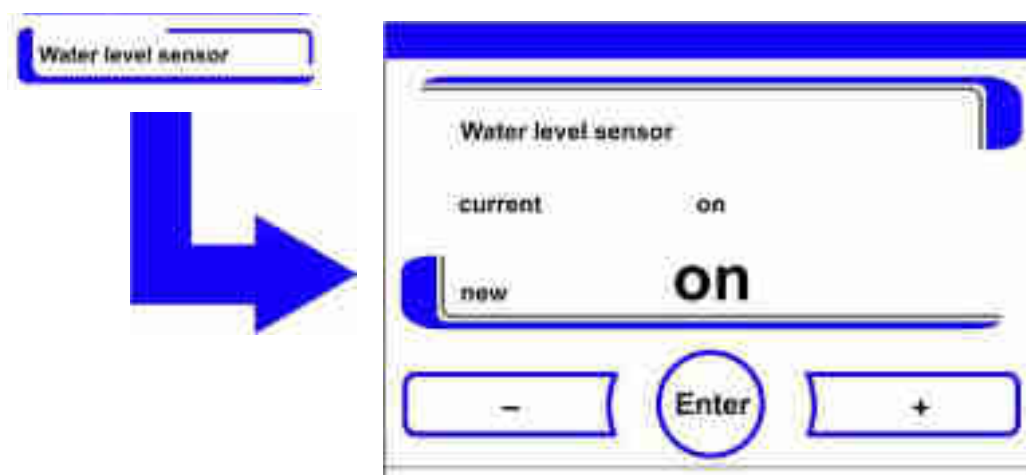 Water level sensor
Water level sensor
current on
new on
– Enter +